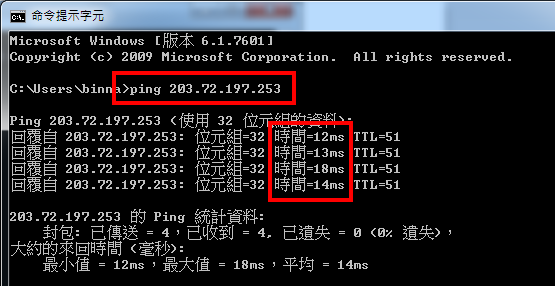 命令提示字元
Microsoft Windows [版本 6.1.7601]
Copyright (c) 2009 Microsoft Corporation.  All rights reserved.
C:\Users\binna>ping 203.72.197.253
Ping 203.72.197.253 (使用 32 位元組的資料):
回覆自 203.72.197.253: 位元組=32 時間=12ms TTL=51
回覆自 203.72.197.253: 位元組=32 時間=13ms TTL=51
回覆自 203.72.197.253: 位元組=32 時間=18ms TTL=51
回覆自 203.72.197.253: 位元組=32 時間=14ms TTL=51
203.72.197.253 的 Ping 統計資料:
封包: 已傳送 = 4，已收到 = 4, 已遺失 = 0 (0% 遺失)，
大約的來回時間 (毫秒):
最小值 = 12ms，最大值 = 18ms，平均 = 14ms